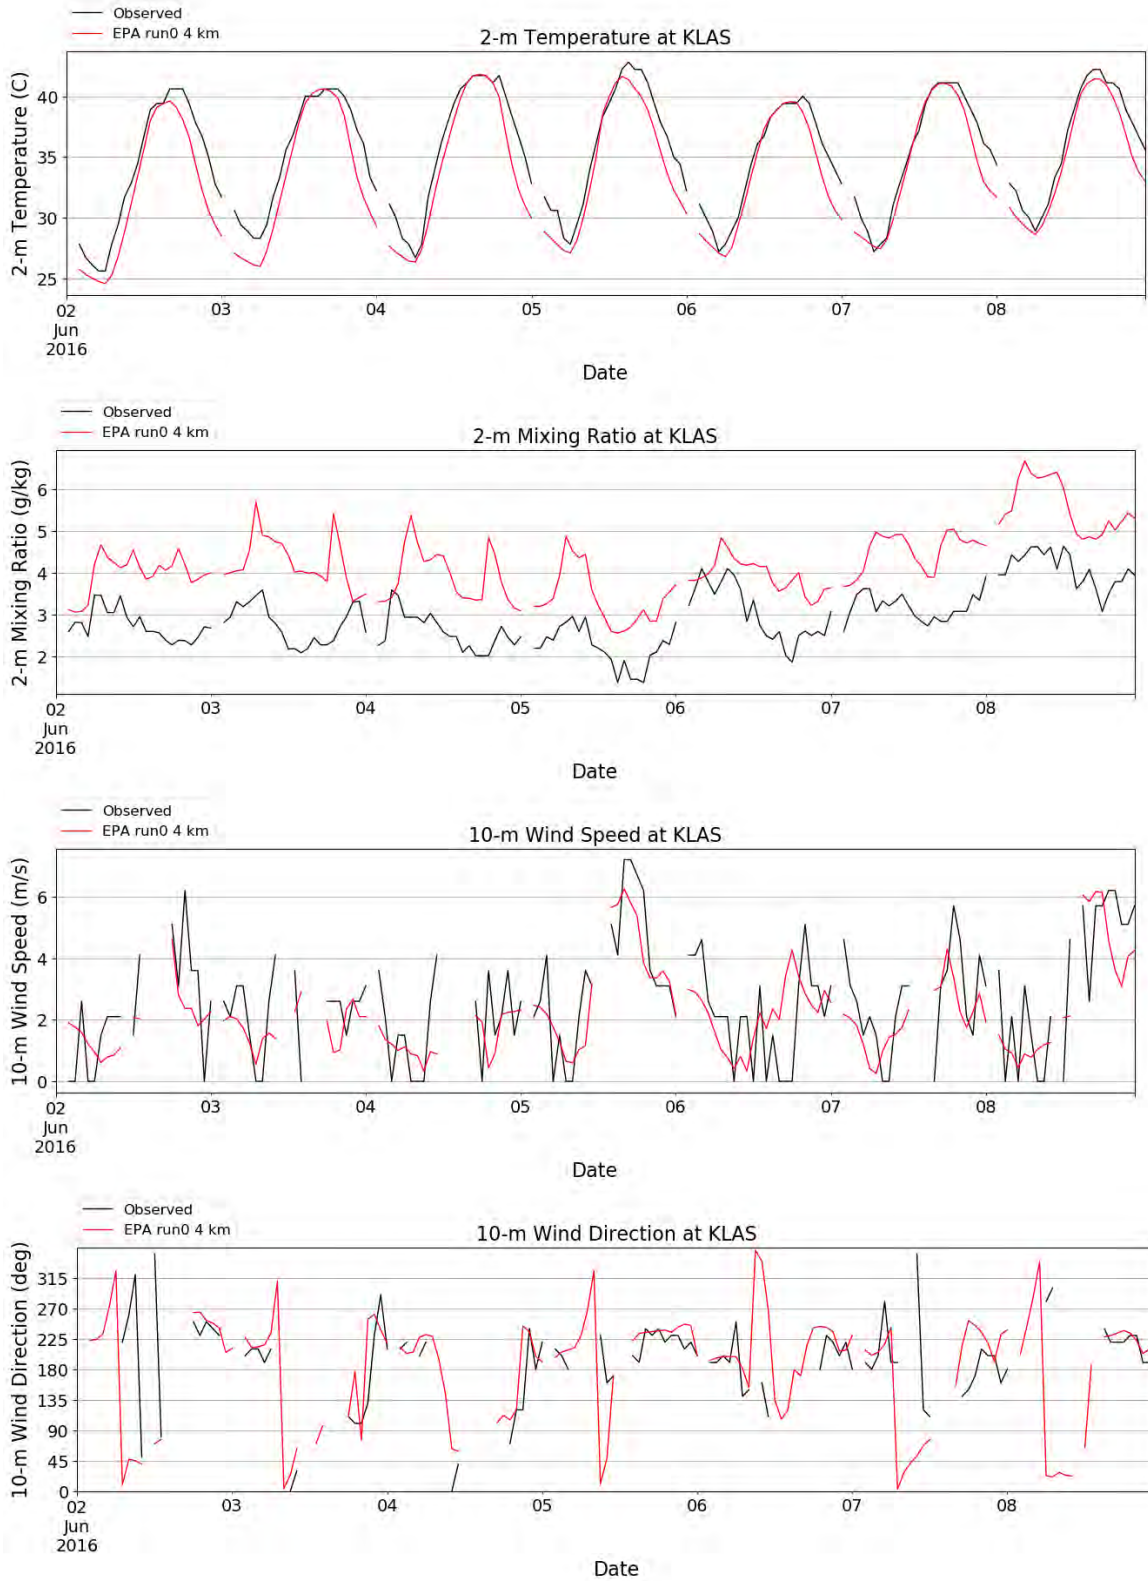 Observed
EPA run0 4 km
2-m Temperature at KLAS
2-m Temperature (C)
40
35
30
25
02 03 04 05 06 07 08
Jun
2016
Date
Observed
EPA run0 4 km
2-m Mixing Ratio at KLAS
2-m Mixing Ratio (g/kg)
6
5
4
3
2
02 03 04 05 06 07 08
Jun
2016
Date
Observed
EPA run0 4 km
10-m Wind Speed at KLAS
10-m Wind Speed (m/s)
6
4
2
0
02 03 04 05 06 07 08
Jun
2016
Date
Observed
EPA run0 4 km
10-m Wind Direction at KLAS
10-m Wind Direction (deg)
315
270
225
180
135
90
45
0
02 03 04 05 06 07 08
Jun
2016
Date